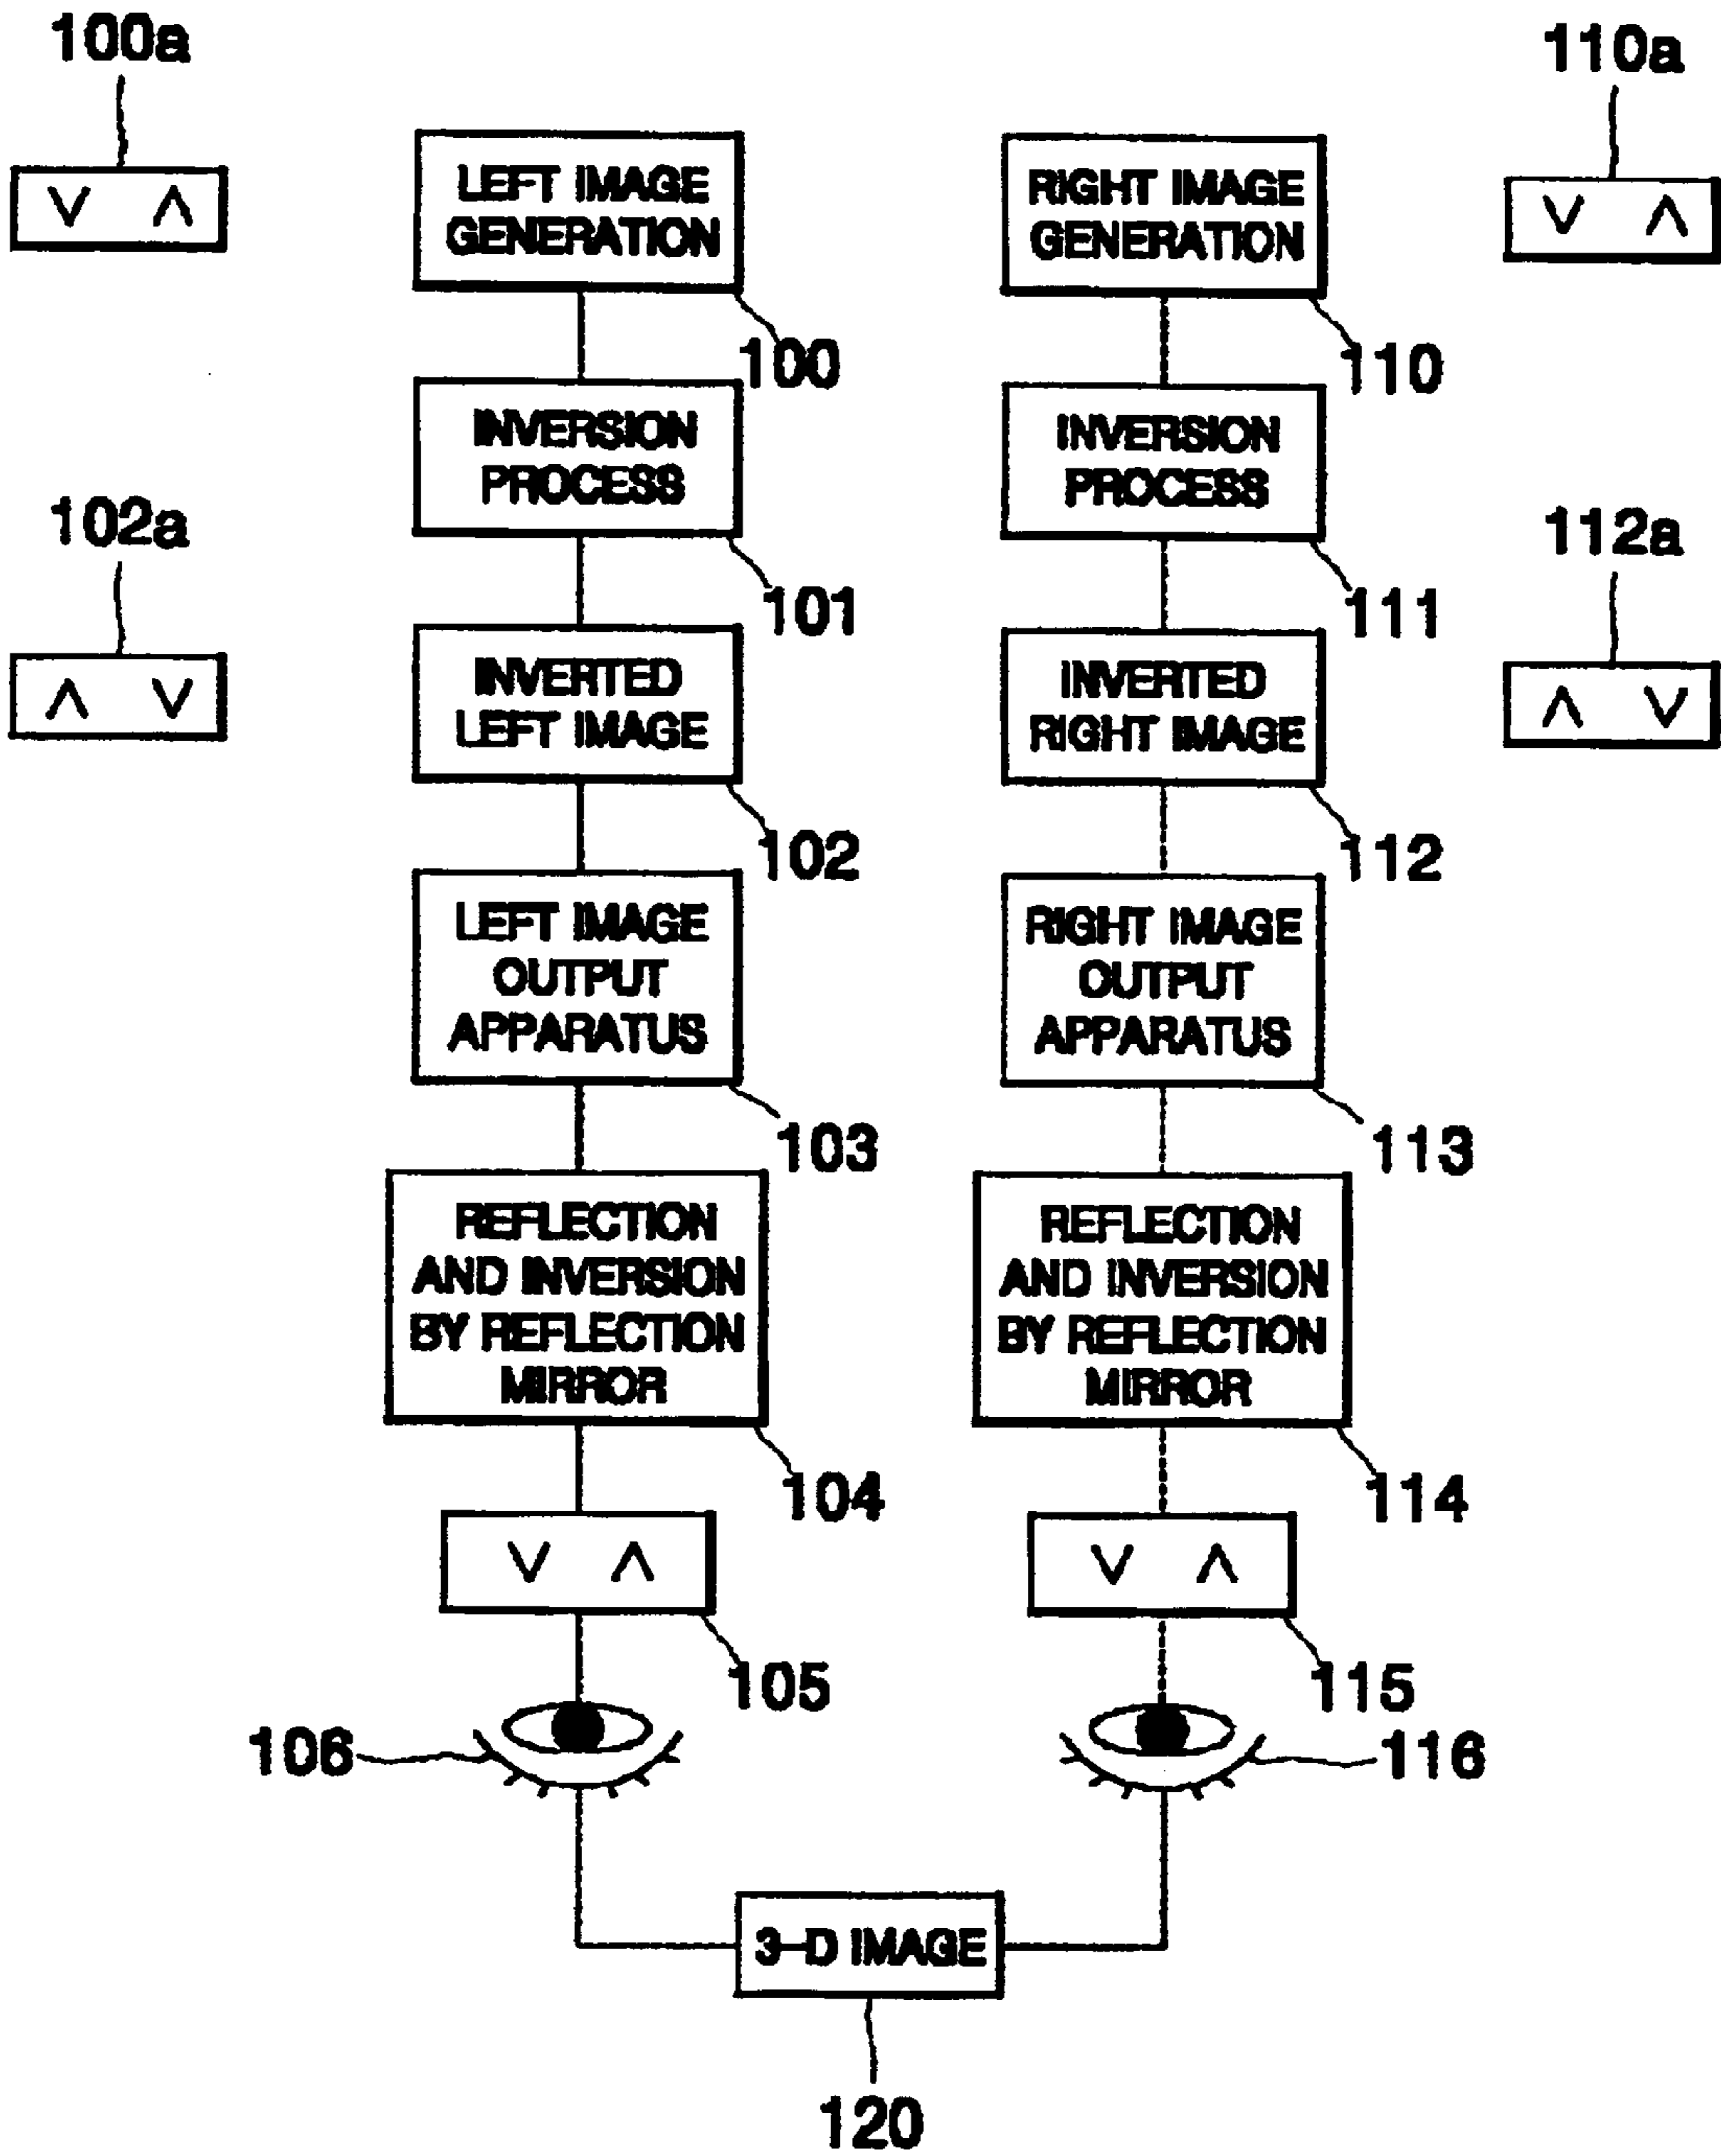 100a
110a
V Λ
LEFT IMAGE
GENERATION
RIGHT IMAGE
GENERATION
V Λ
100
110
INVERSION
PROCESS
INVERSION
PROCESS
102a
112a
101
111
Λ V
INVERTED
LEFT IMAGE
INVERTED
RIGHT IMAGE
Λ V
102
112
LEFT IMAGE
OUTPUT
APPARATUS
RIGHT IMAGE
OUTPUT
APPARATUS
103
113
REFLECTION
AND INVERSION
BY REFLECTION
MIRROR
REFLECTION
AND INVERSION
BY REFLECTION
MIRROR
104
114
V Λ
V Λ
105
115
106
116
3-D IMAGE
120